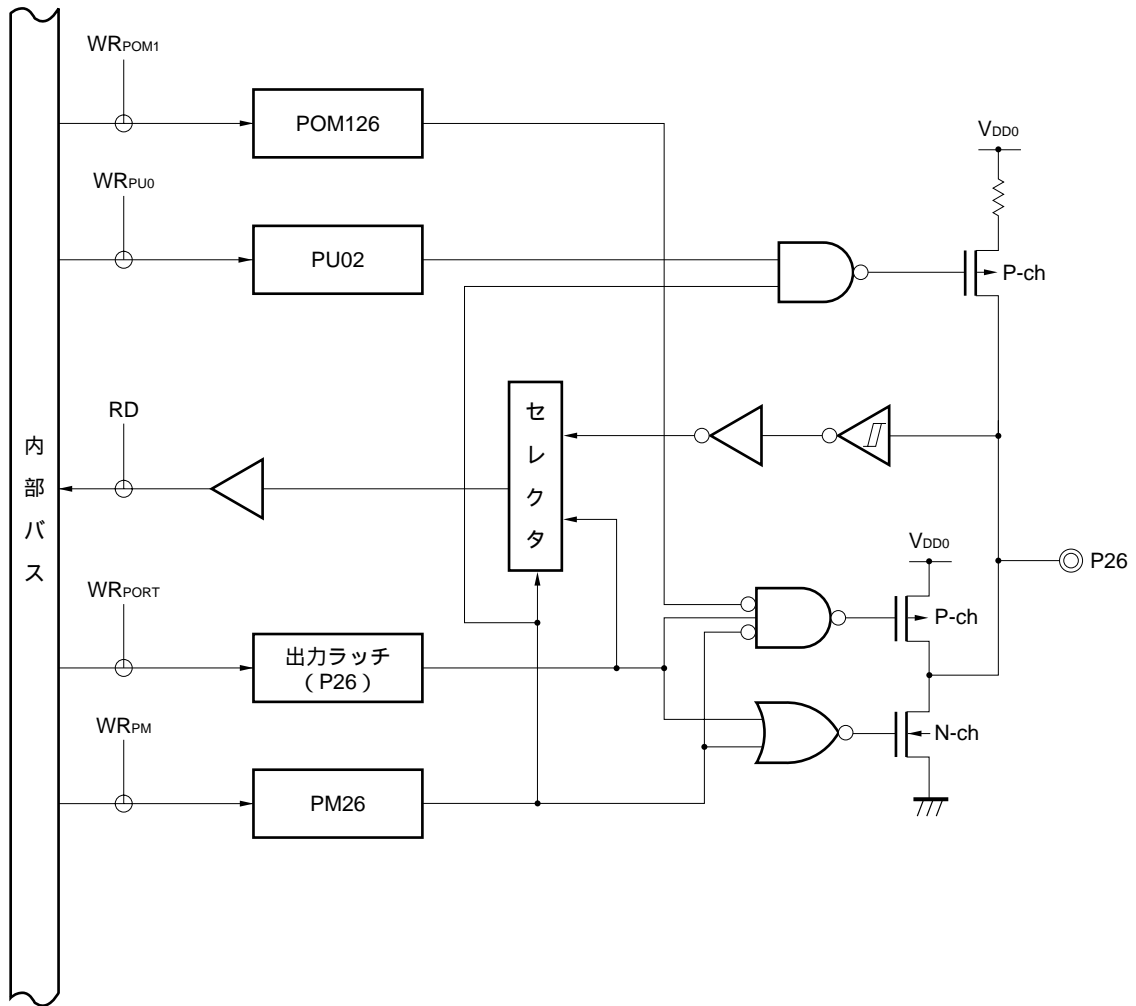 WRPOM1
POM126
VDD0
WRPU0
PU02
P-ch
RD
セレクタ
内部バス
VDD0
P26
WRPORT
P-ch
出力ラッチ
( P26 )
WRPM
N-ch
PM26